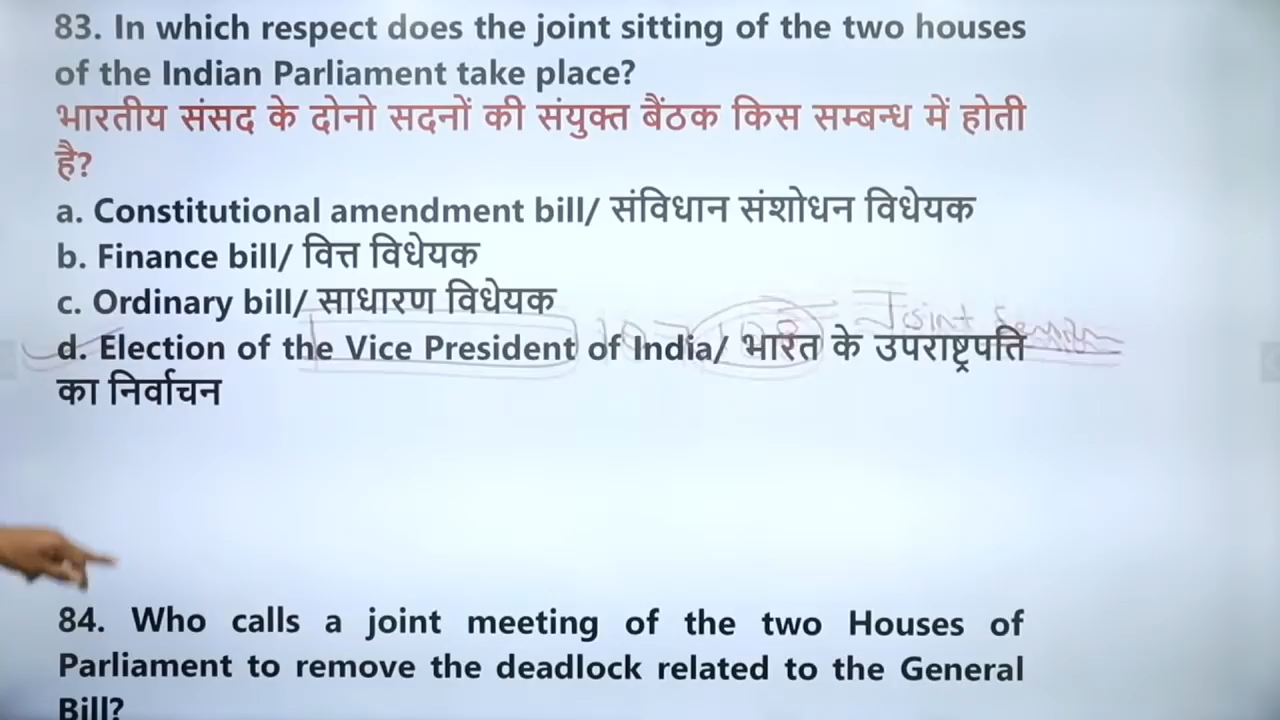 83. In which respect does the joint sitting of the two houses
of the Indian Parliament take place?
भारतीय संसद के दोनो सदनों की संयुक्त बैंठक किस सम्बन्ध में होती
है?
a. Constitutional amendment bill/ संविधान संशोधन विधेयक
b. Finance bill/ वित्त विधेयक
c. Ordinary bill/ साधारण विधेयक
108 Joint
d. Election of the Vice President of India/ भारत के उपराष्ट्रपति
का निर्वाचन
84. Who calls a joint meeting of the two Houses of
Parliament to remove the deadlock related to the General
Bill?